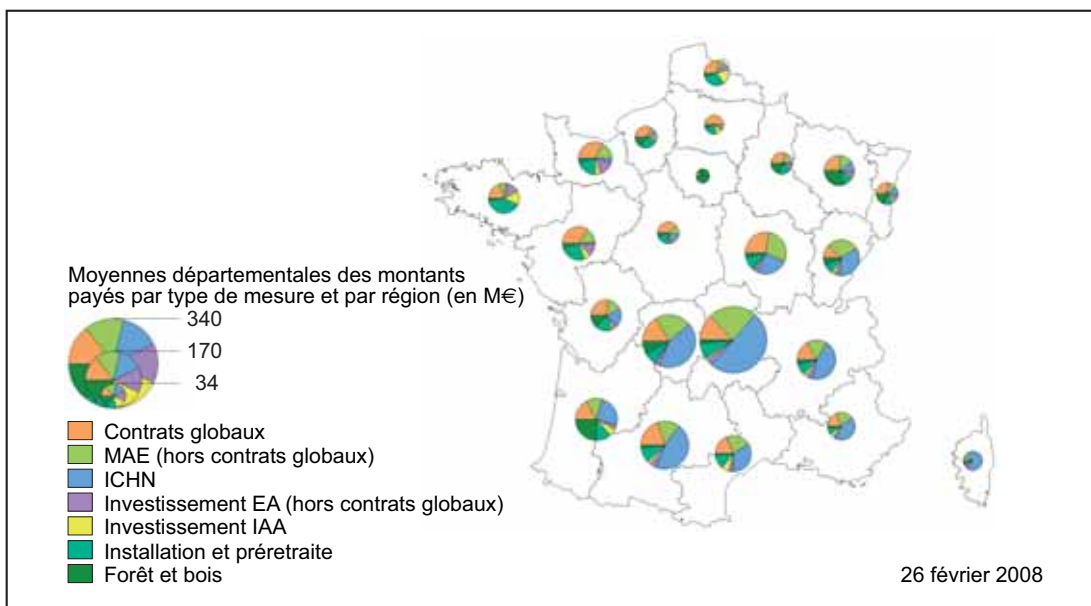 Moyennes départementales des montants
payés par type de mesure et par région (en M€)
340
170
34
Contrats globaux
MAE (hors contrats globaux)
ICHN
Investissement EA (hors contrats globaux)
Investissement IAA
Installation et préretraite
Forêt et bois
26 février 2008